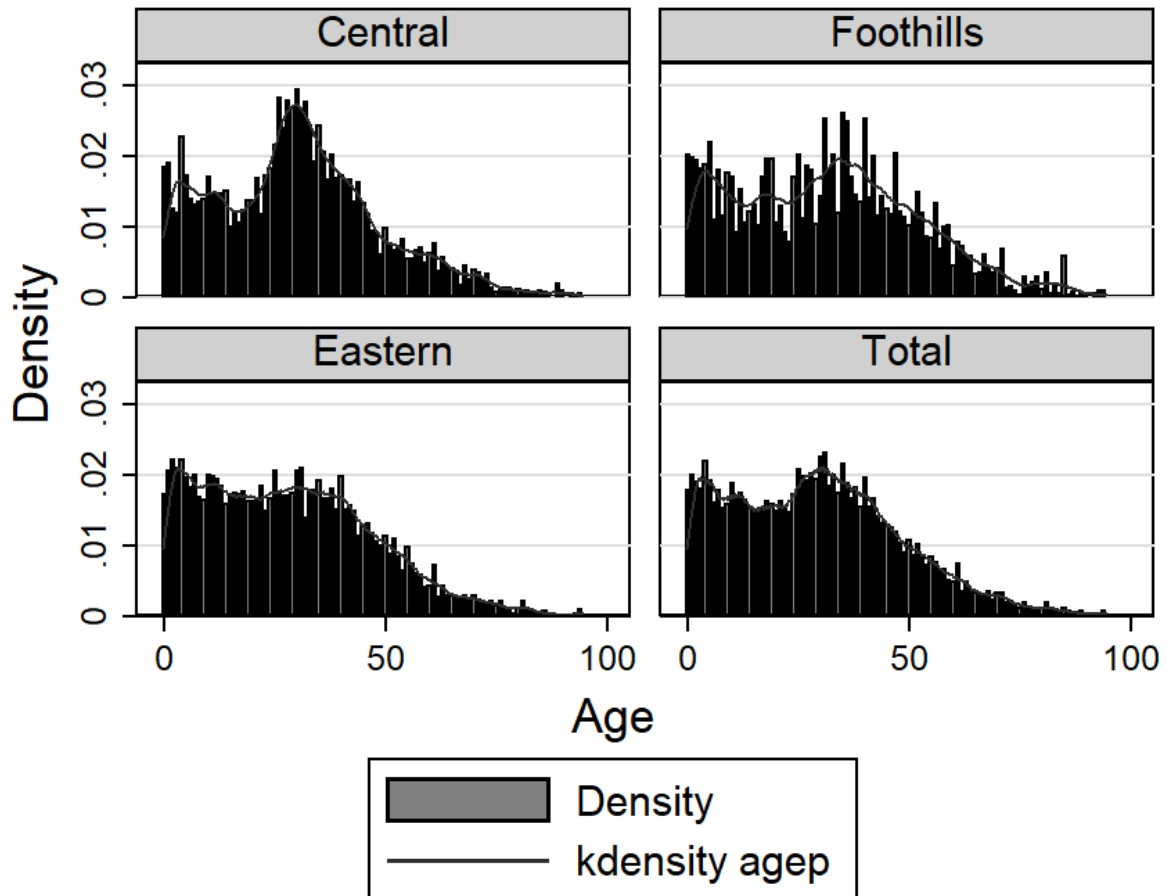 Central
Foothills
.03
.02
.01
0
Eastern
Total
.03
.02
.01
0
Density
0
50
100
0
50
100
Age
Density
kdensity agep